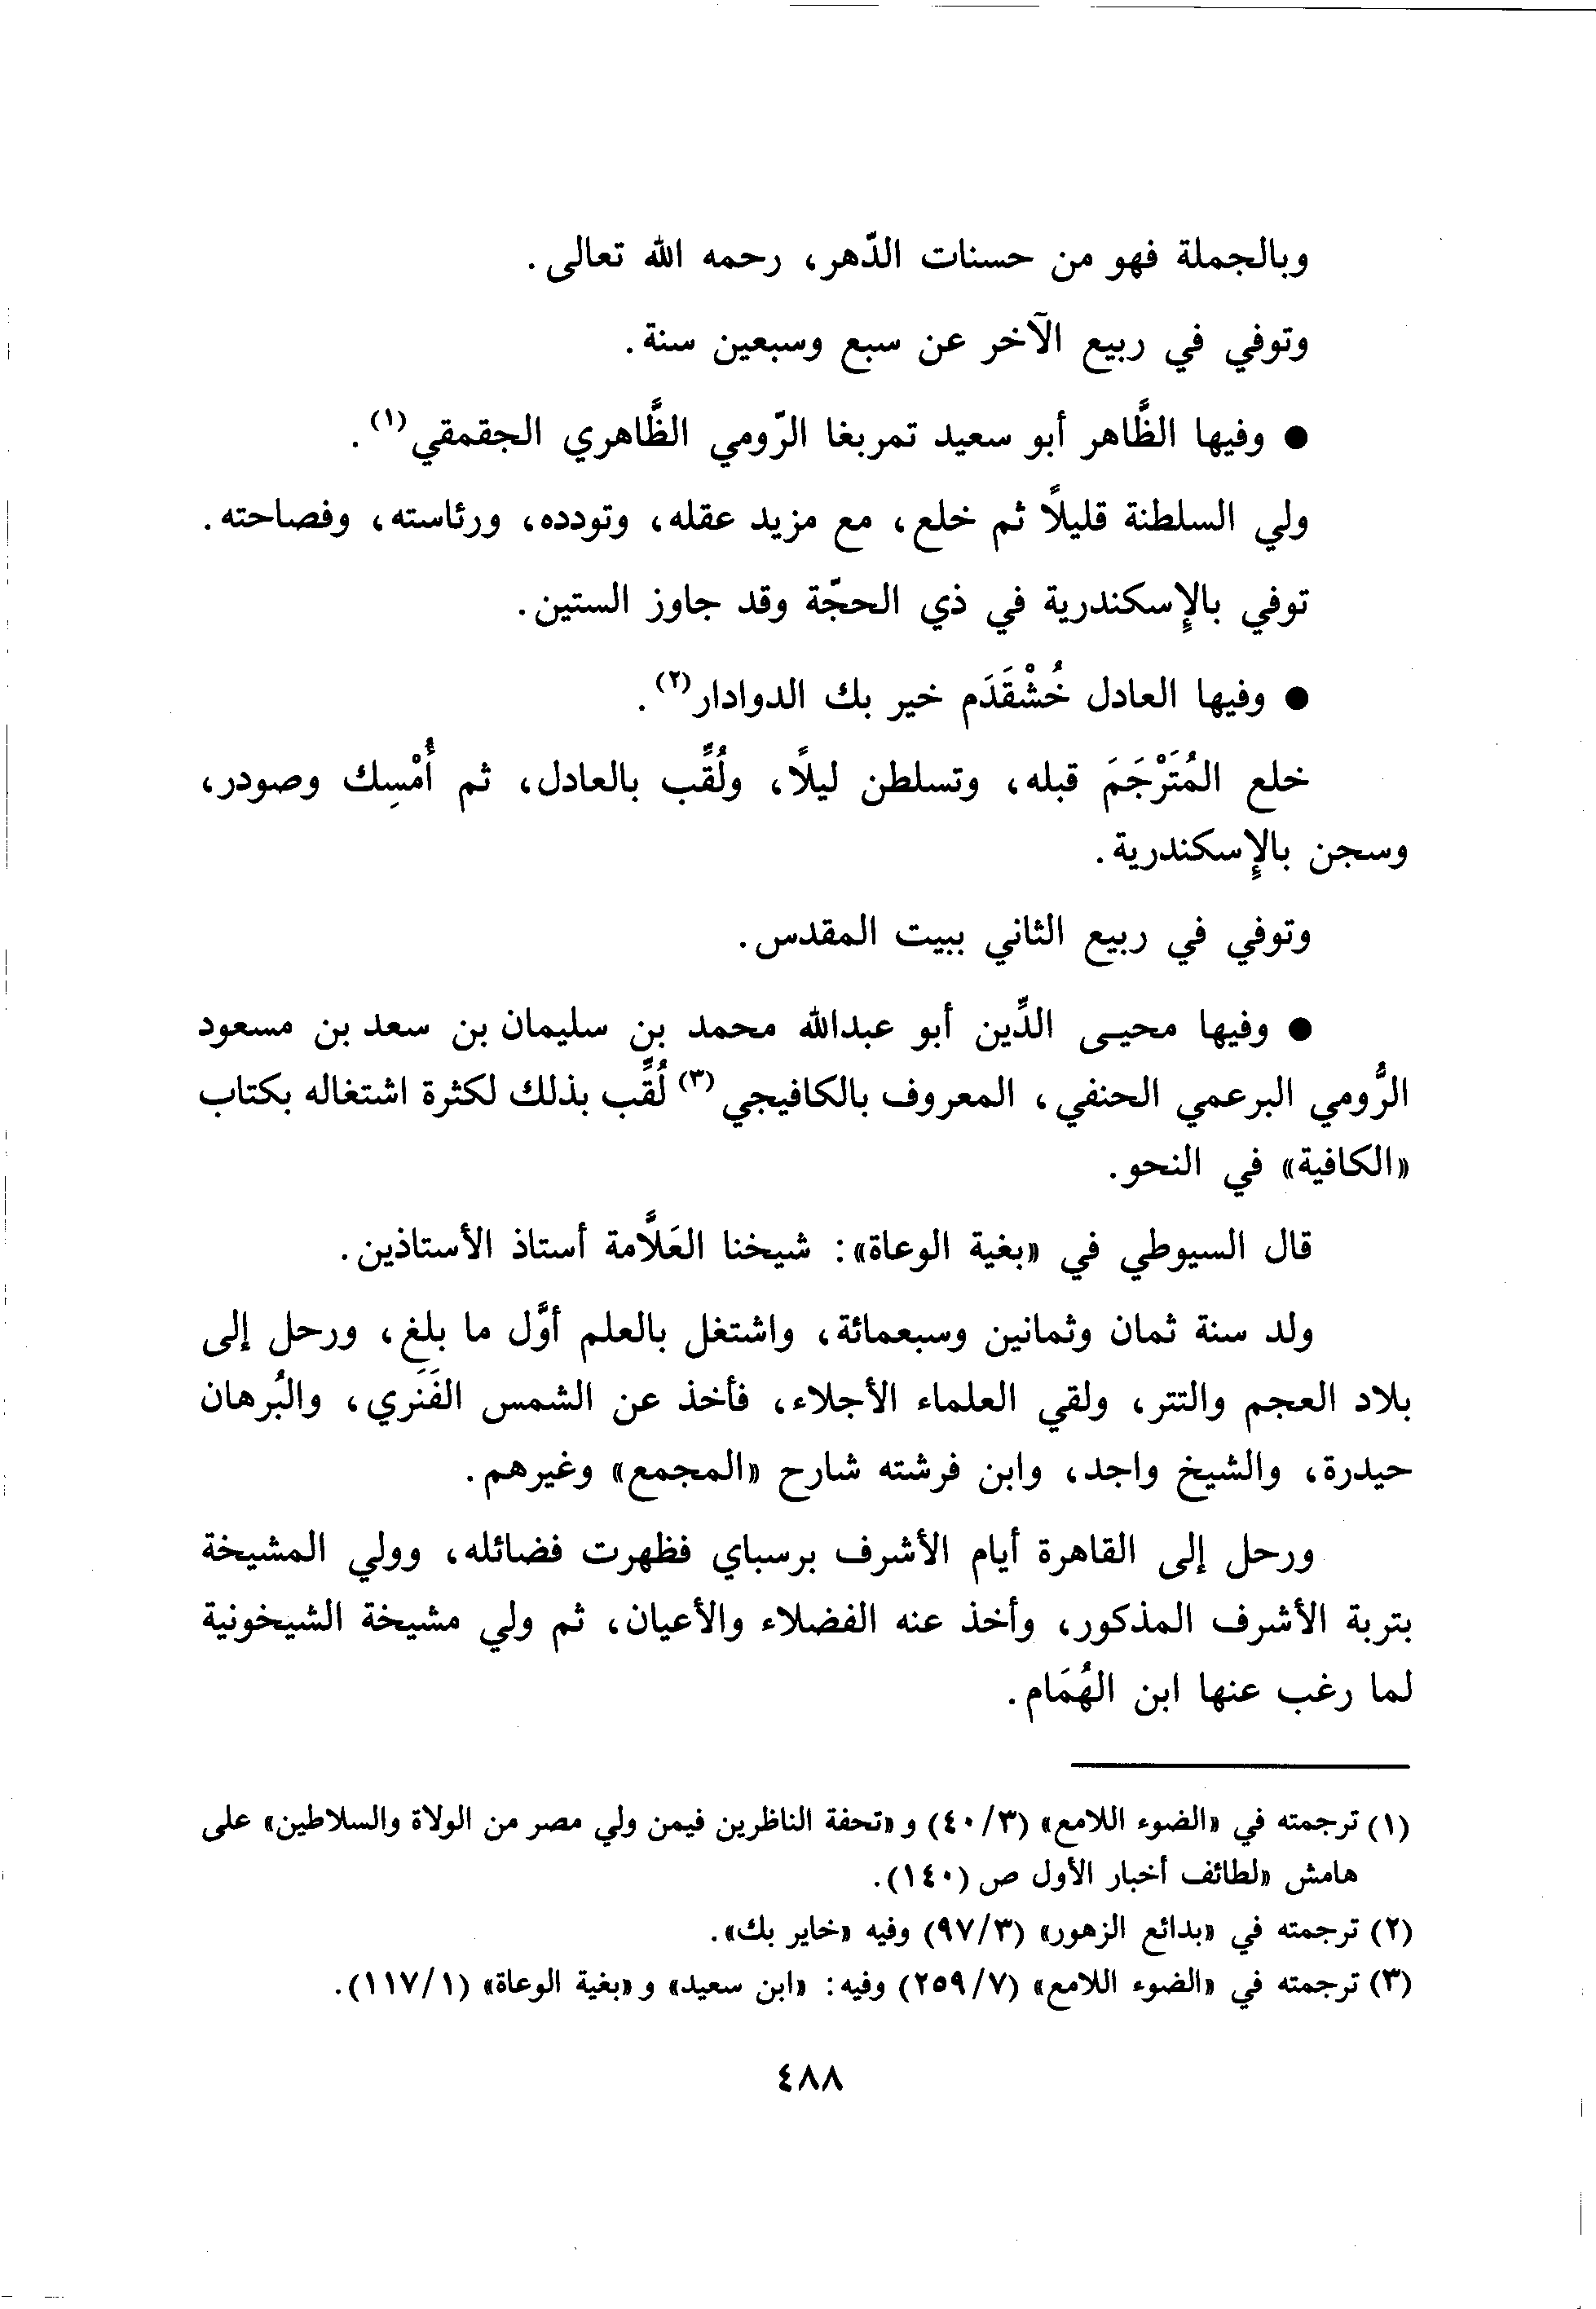 وبالجملة فهو من حسنات الدّهر، رحمه الله تعالى.
وتوفي في ربيع الآخر عن سبع وسبعين سنة.
● وفيها الظَّاهر أبو سعيد تمربغا الرّومي الظَّاهري الجقمقي(١).
ولي السلطنة قليلاً ثم خلع، مع مزيد عقله، وتودده، ورئاسته، وفصاحته.
توفي بالإسكندرية في ذي الحجّة وقد جاوز الستين.
● وفيها العادل خُشْقَدَم خير بك الدوادار(٢).
خلع المُتَرْجَمَ قبله، وتسلطن ليلاً، ولُقِّب بالعادل، ثم أُمْسِك وصودر،
وسجن بالإسكندرية.
وتوفي في ربيع الثاني ببيت المقدس.
● وفيها محيـي الدِّين أبو عبدالله محمد بن سليمان بن سعد بن مسعود
الرُّومي البرعمي الحنفي، المعروف بالكافيجي(٣) لُقِّب بذلك لكثرة اشتغاله بكتاب
«الكافية» في النحو.
قال السيوطي في «بغية الوعاة»: شيخنا العَلاَّمة أستاذ الأستاذين.
ولد سنة ثمان وثمانين وسبعمائة، واشتغل بالعلم أوَّل ما بلغ، ورحل إلى
بلاد العجم والتتر، ولقي العلماء الأجلاء، فأخذ عن الشمس الفَنَري، والبُرهان
حيدرة، والشيخ واجد، وابن فرشته شارح «المجمع» وغيرهم.
ورحل إلى القاهرة أيام الأشرف برسباي فظهرت فضائله، وولي المشيخة
بتربة الأشرف المذكور، وأخذ عنه الفضلاء والأعيان، ثم ولي مشيخة الشيخونية
لما رغب عنها ابن الهُمَام.
(١) ترجمته في «الضوء اللامع» (٤٠/٣) و «تحفة الناظرين فيمن ولي مصر من الولاة والسلاطين» على
هامش «لطائف أخبار الأول ص (١٤٠).
(٢) ترجمته في «بدائع الزهور» (٩٧/٣) وفيه «خاير بك».
(٣) ترجمته في «الضوء اللامع» (٢٥٩/٧) وفيه: «ابن سعيد» و «بغية الوعاة» (١١٧/١).
٤٨٨